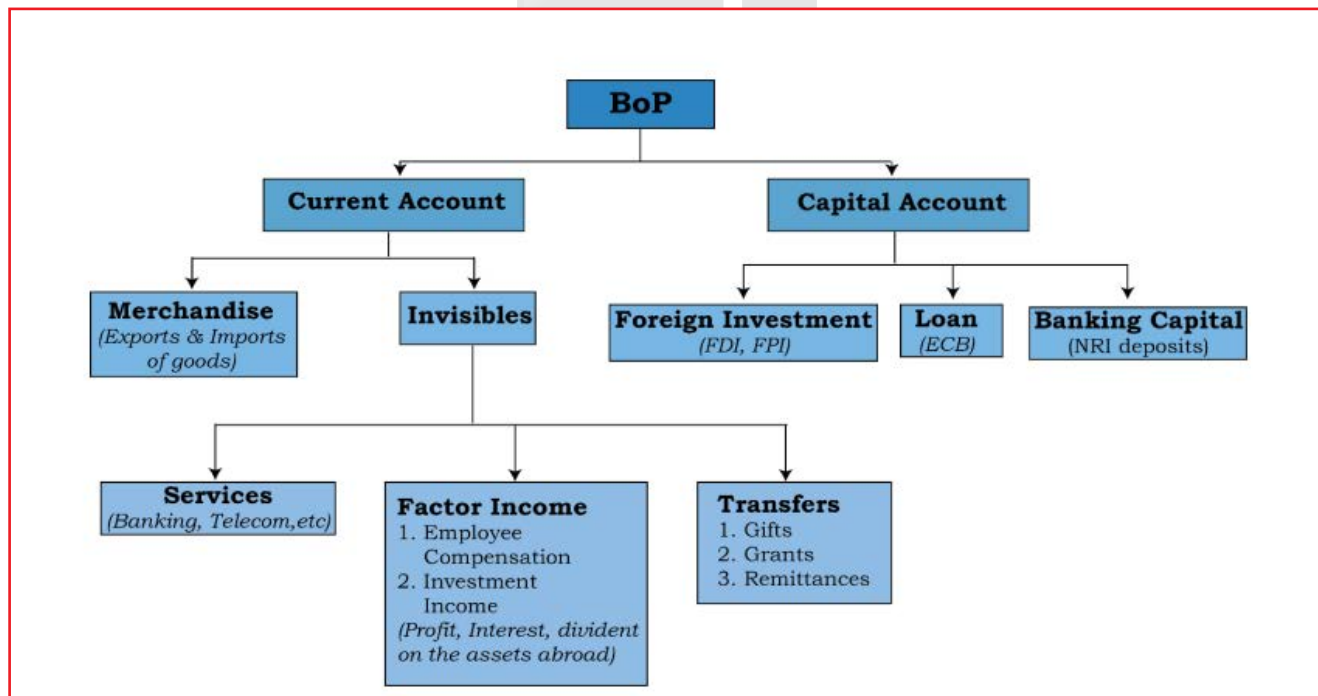 BoP
Current Account
Capital Account
Merchandise
(Exports & Imports
of goods)
Invisibles
Foreign Investment
(FDI, FPI)
Loan
(ECB)
Banking Capital
(NRI deposits)
Services
(Banking, Telecom,etc)
Factor Income
1. Employee
Compensation
2. Investment
Income
(Profit, Interest, divident
on the assets abroad)
Transfers
1. Gifts
2. Grants
3. Remittances